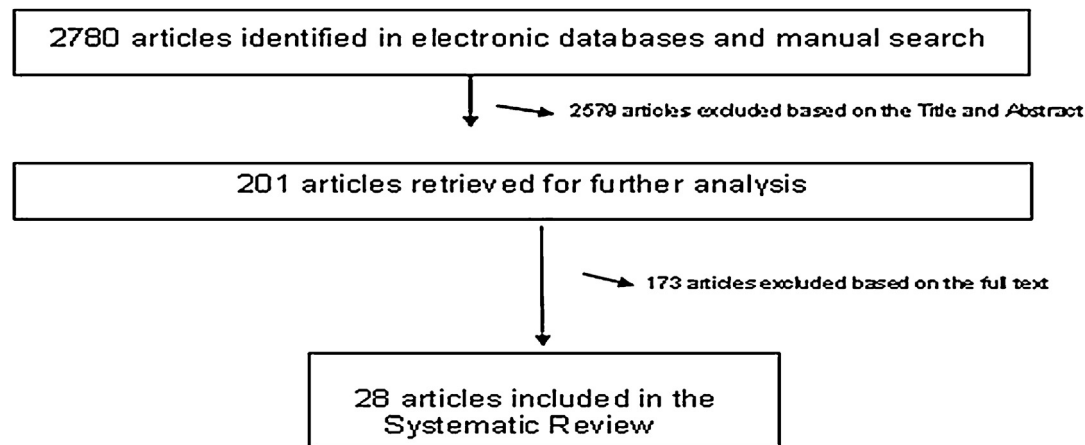 2780 articles identified in electronic databases and manual search
2579 articles excluded based on the Title and Abstract
201 articles retrieved for further analysis
173 articles excluded based on the full text
28 articles included in the
Systematic Review